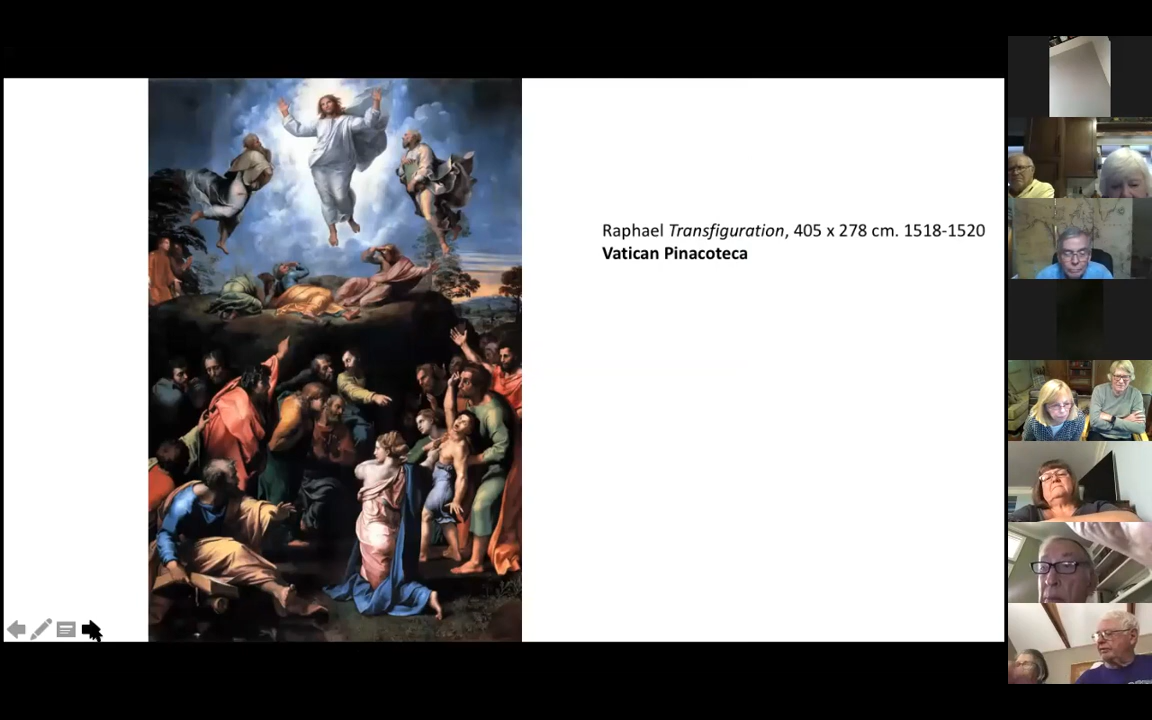 Raphael Transfiguration, 405 x 278 cm. 1518-1520
Vatican Pinacoteca